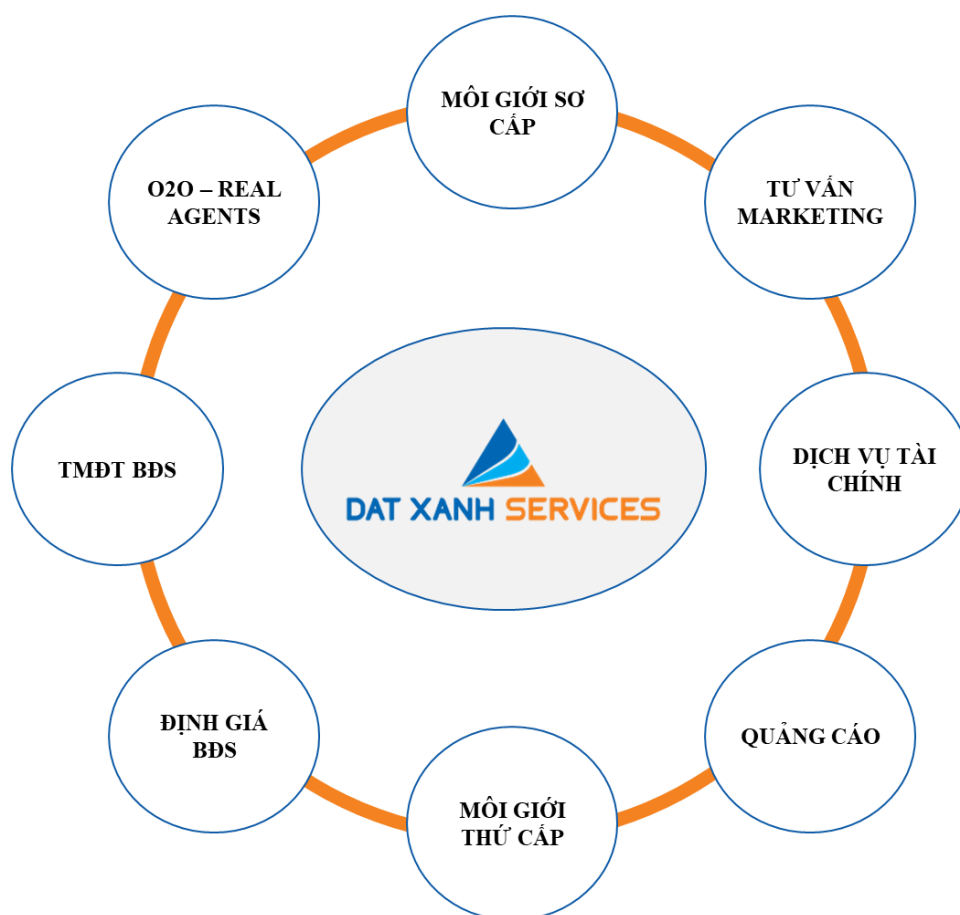 MÔI GIỚI SƠ
CẤP
TƯ VẤN
MARKETING
DỊCH VỤ TÀI
CHÍNH
QUẢNG CÁO
MÔI GIỚI
THỨ CẤP
ĐỊNH GIÁ
BĐS
TMĐT BĐS
O2O – REAL
AGENTS
DAT XANH SERVICES